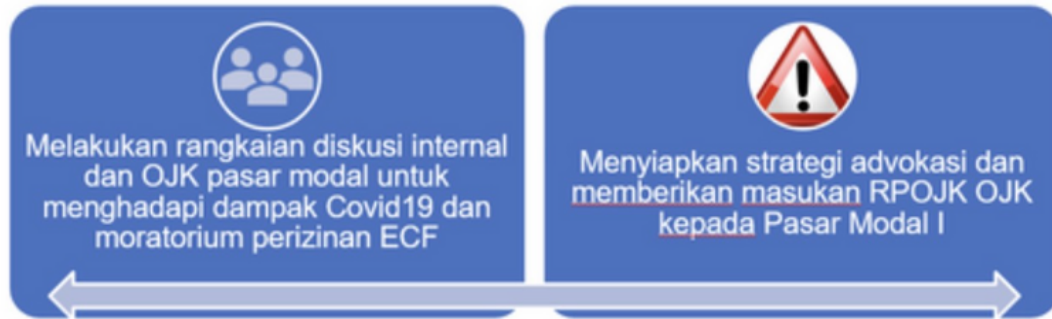 Melakukan rangkaian diskusi internal
dan OJK pasar modal untuk
menghadapi dampak Covid19 dan
moratorium perizinan ECF
Menyiapkan strategi advokasi dan
memberikan masukan RPOJK OJK
kepada Pasar Modal I